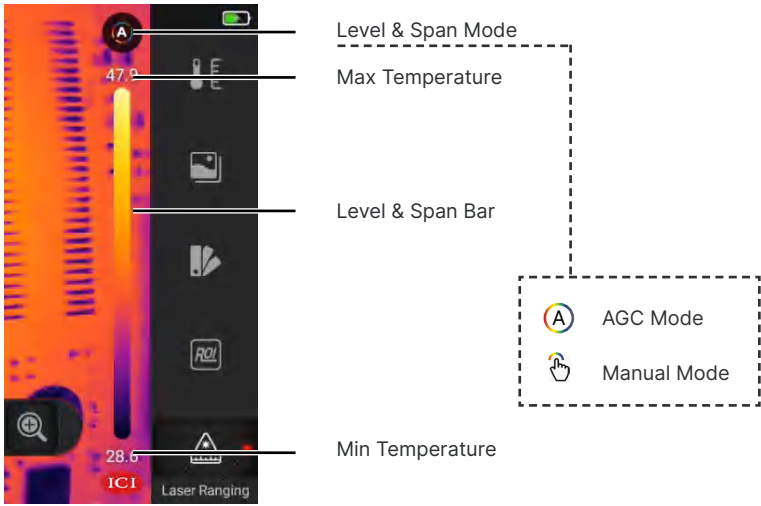 A
Level & Span Mode
47.9
Max Temperature
Level & Span Bar
A
AGC Mode
ROI
Manual Mode
28.6
Min Temperature
ICI
Laser Ranging